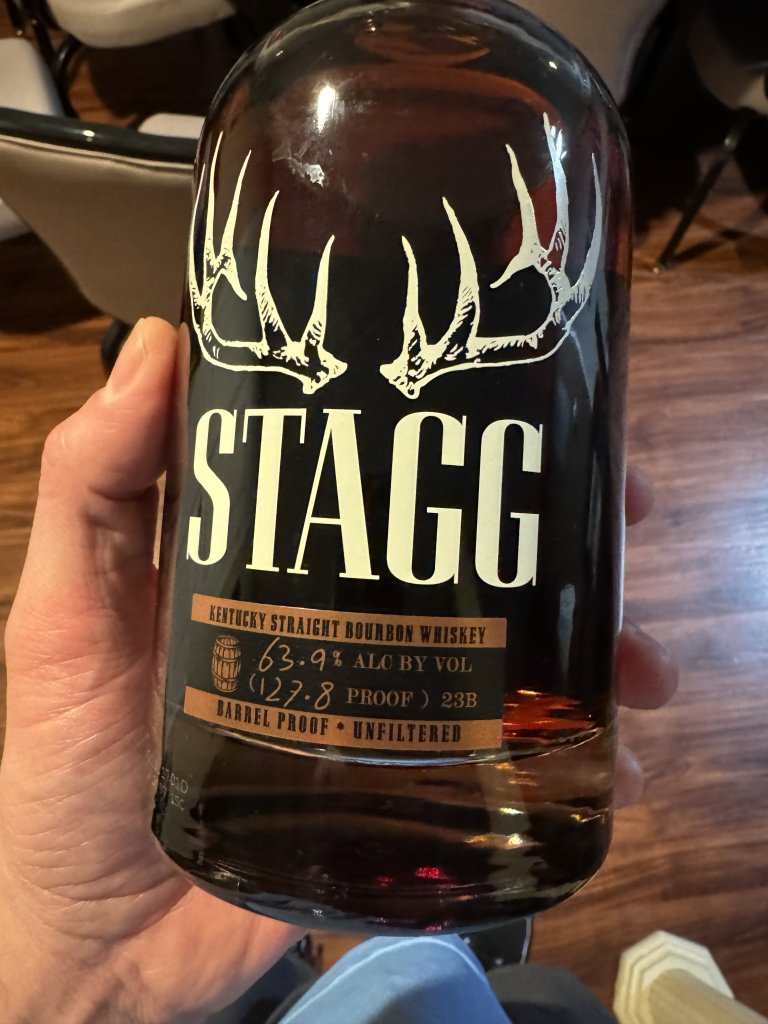 STAGG
KENTUCKY STRAIGHT BOURBON WHISKEY
63.9% ALC BY VOL
(127.8 PROOF) 23B
BARREL PROOF * UNFILTERED